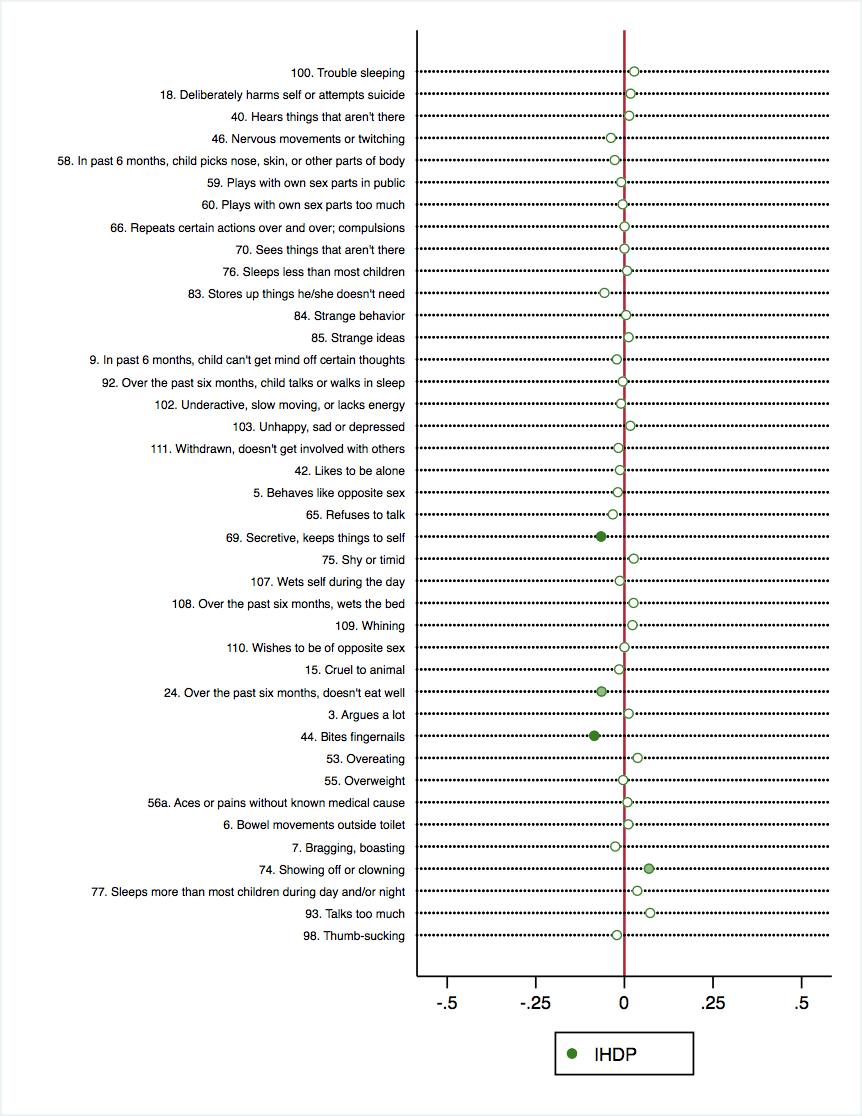 100. Trouble sleeping
18. Deliberately harms self or attempts suicide
40. Hears things that aren't there
46. Nervous movements or twitching
58. In past 6 months, child picks nose, skin, or other parts of body
59. Plays with own sex parts in public
60. Plays with own sex parts too much
66. Repeats certain actions over and over; compulsions
70. Sees things that aren't there
76. Sleeps less than most children
83. Stores up things he/she doesn't need
84. Strange behavior
85. Strange ideas
9. In past 6 months, child can't get mind off certain thoughts
92. Over the past six months, child talks or walks in sleep
102. Underactive, slow moving, or lacks energy
103. Unhappy, sad or depressed
111. Withdrawn, doesn't get involved with others
42. Likes to be alone
5. Behaves like opposite sex
65. Refuses to talk
69. Secretive, keeps things to self
75. Shy or timid
107. Wets self during the day
108. Over the past six months, wets the bed
109. Whining
110. Wishes to be of opposite sex
15. Cruel to animal
24. Over the past six months, doesn't eat well
3. Argues a lot
44. Bites fingernails
53. Overeating
55. Overweight
56a. Aces or pains without known medical cause
6. Bowel movements outside toilet
7. Bragging, boasting
74. Showing off or clowning
77. Sleeps more than most children during day and/or night
93. Talks too much
98. Thumb-sucking
-.5 -.25 0 .25 .5
IHDP